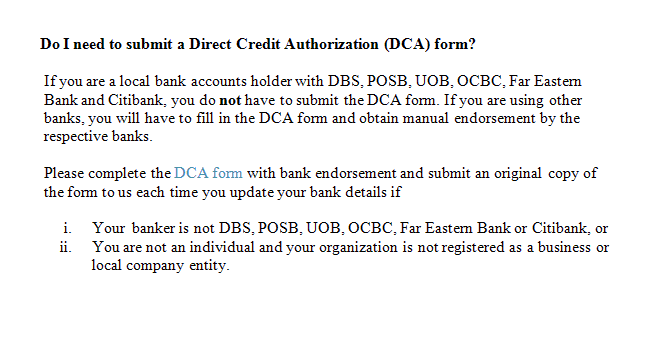 Do I need to submit a Direct Credit Authorization (DCA) form?
If you are a local bank accounts holder with DBS, POSB, UOB, OCBC, Far Eastern
Bank and Citibank, you do not have to submit the DCA form. If you are using other
banks, you will have to fill in the DCA form and obtain manual endorsement by the
respective banks.
Please complete the DCA form with bank endorsement and submit an original copy of
the form to us each time you update your bank details if
i. Your banker is not DBS, POSB, UOB, OCBC, Far Eastern Bank or Citibank, or
ii. You are not an individual and your organization is not registered as a business or
local company entity.